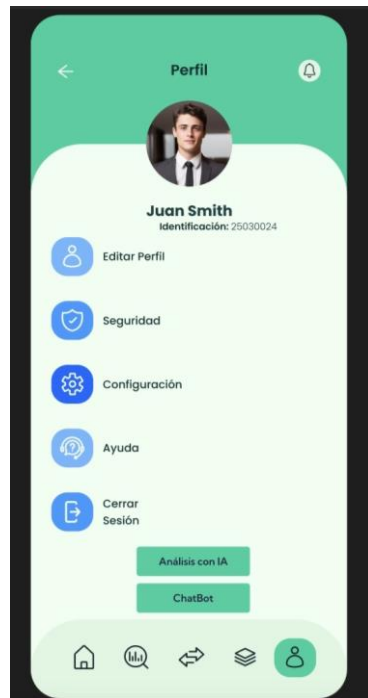 Perfil
Juan Smith
Identificación: 25030024
Editar Perfil
Seguridad
Configuración
Ayuda
Cerrar
Sesión
Análisis con IA
ChatBot